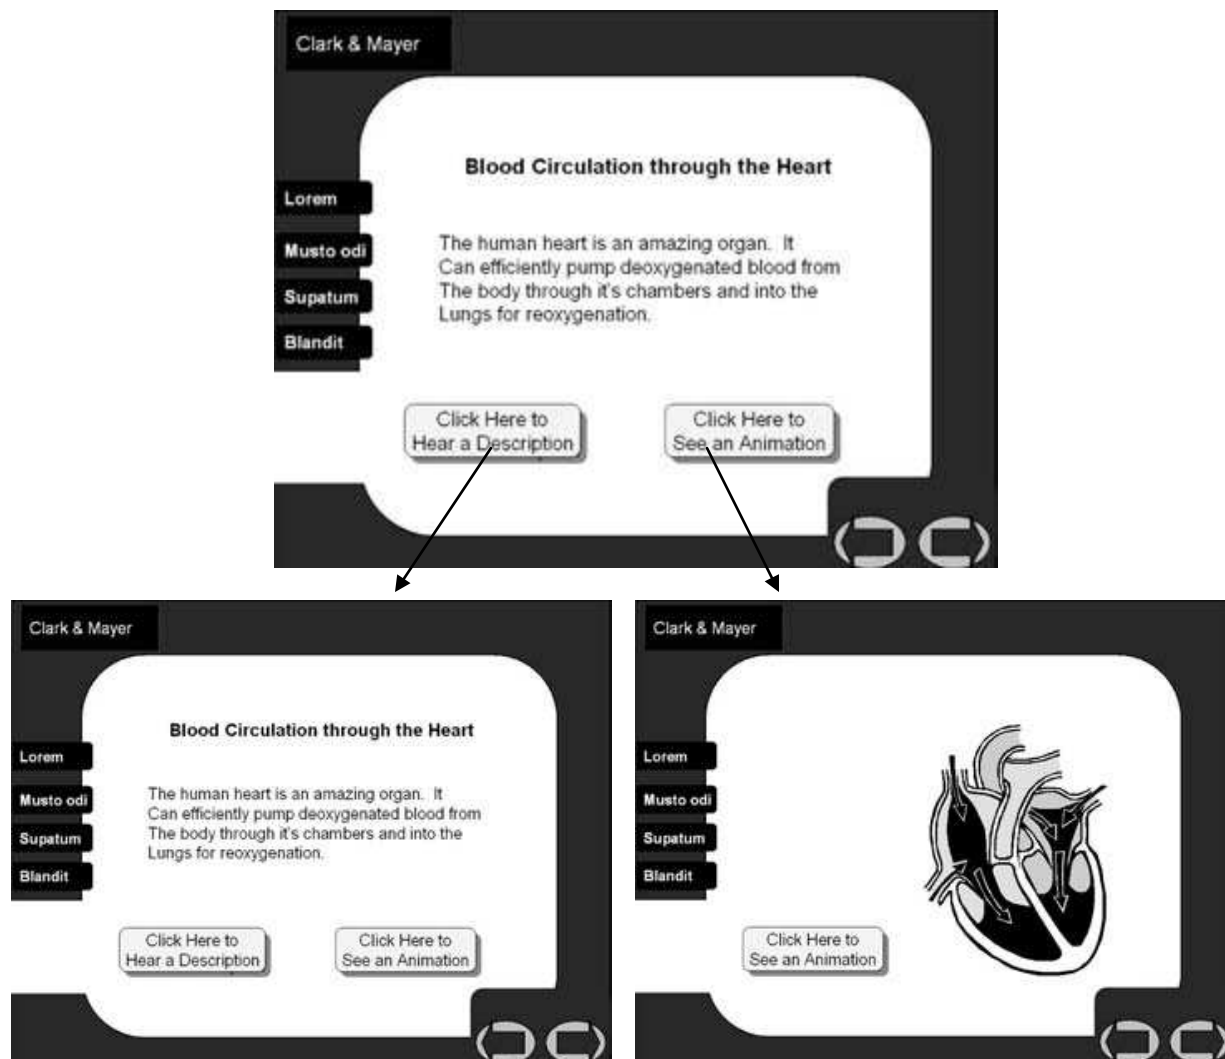 Clark & Mayer
Blood Circulation through the Heart
Lorem
Musto odi
Supatum
Blandit
The human heart is an amazing organ. It
Can efficiently pump deoxygenated blood from
The body through it's chambers and into the
Lungs for reoxygenation.
Click Here to
Hear a Description
Click Here to
See an Animation
Clark & Mayer
Blood Circulation through the Heart
Lorem
Musto odi
Supatum
Blandit
The human heart is an amazing organ. It
Can efficiently pump deoxygenated blood from
The body through it's chambers and into the
Lungs for reoxygenation.
Click Here to
Hear a Description
Click Here to
See an Animation
Clark & Mayer
Lorem
Musto odi
Supatum
Blandit
Click Here to
See an Animation